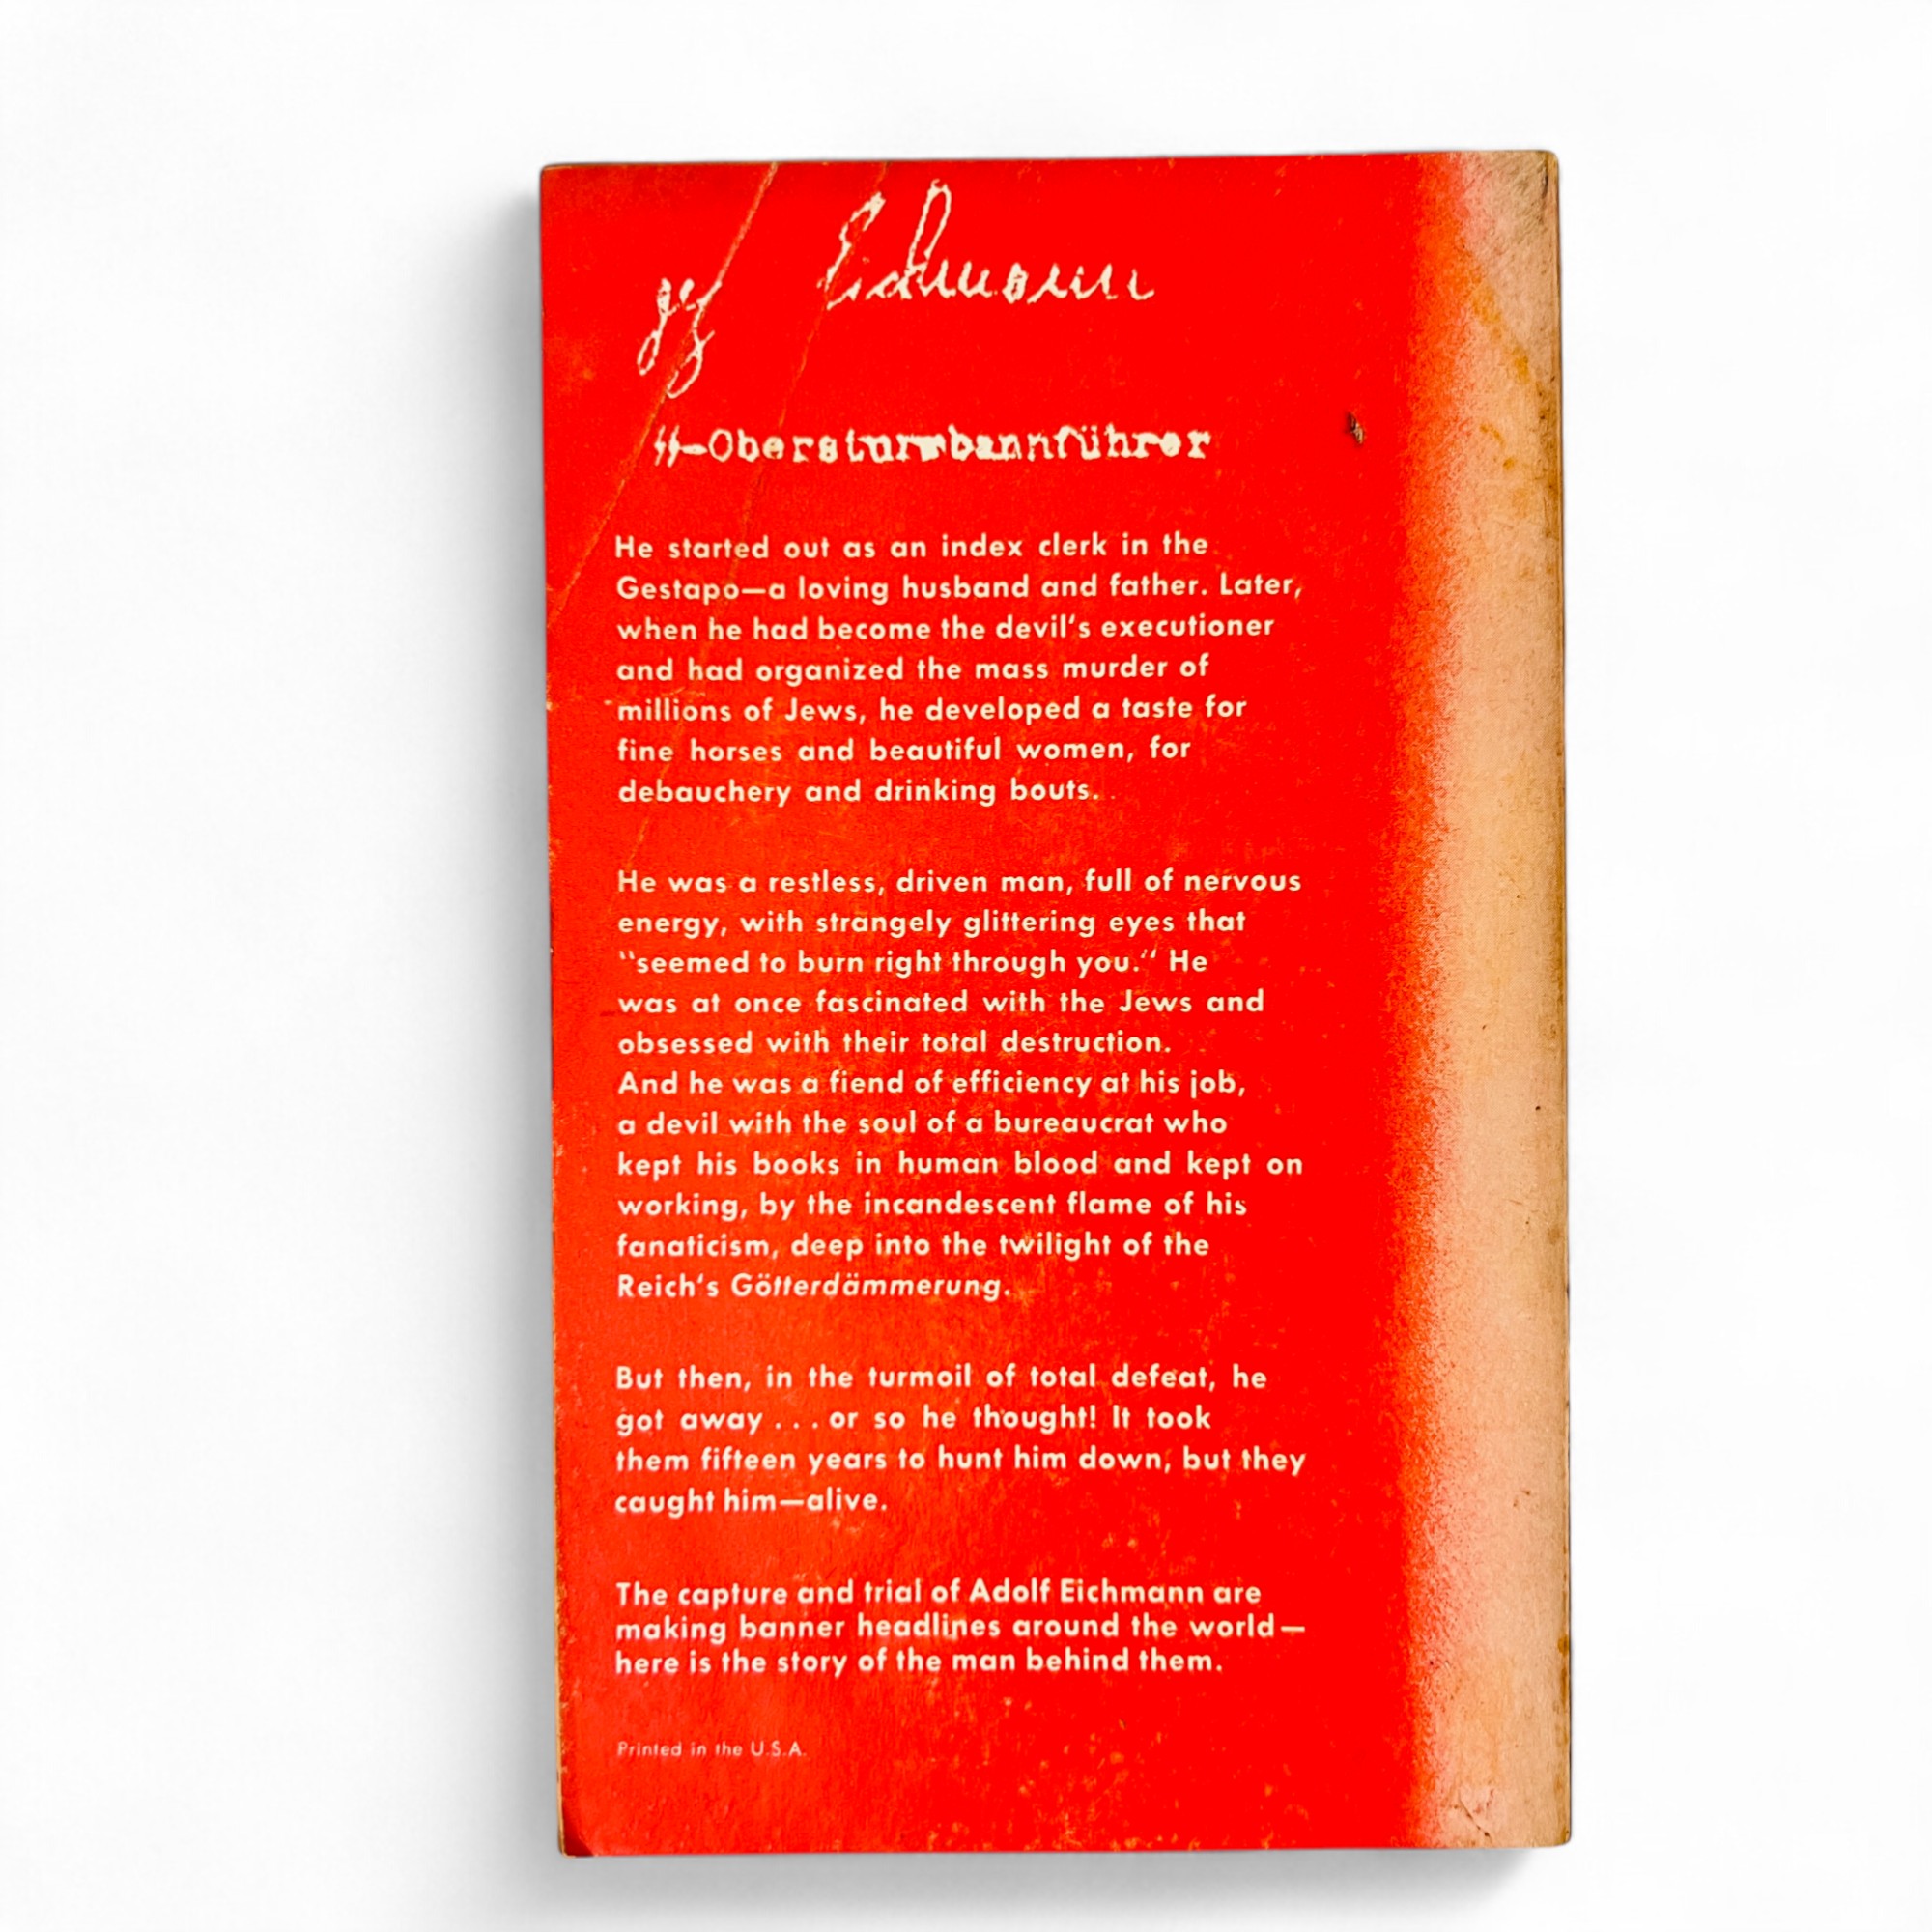 Eichmann
SS-Obersturmbannführer
He started out as an index clerk in the
Gestapo—a loving husband and father. Later,
when he had become the devil's executioner
and had organized the mass murder of
millions of Jews, he developed a taste for
fine horses and beautiful women, for
debauchery and drinking bouts.
He was a restless, driven man, full of nervous
energy, with strangely glittering eyes that
"seemed to burn right through you." He
was at once fascinated with the Jews and
obsessed with their total destruction.
And he was a fiend of efficiency at his job,
a devil with the soul of a bureaucrat who
kept his books in human blood and kept on
working, by the incandescent flame of his
fanaticism, deep into the twilight of the
Reich's Götterdämmerung.
But then, in the turmoil of total defeat, he
got away . . . or so he thought! It took
them fifteen years to hunt him down, but they
caught him—alive.
The capture and trial of Adolf Eichmann are
making banner headlines around the world—
here is the story of the man behind them.
Printed in the U.S.A.